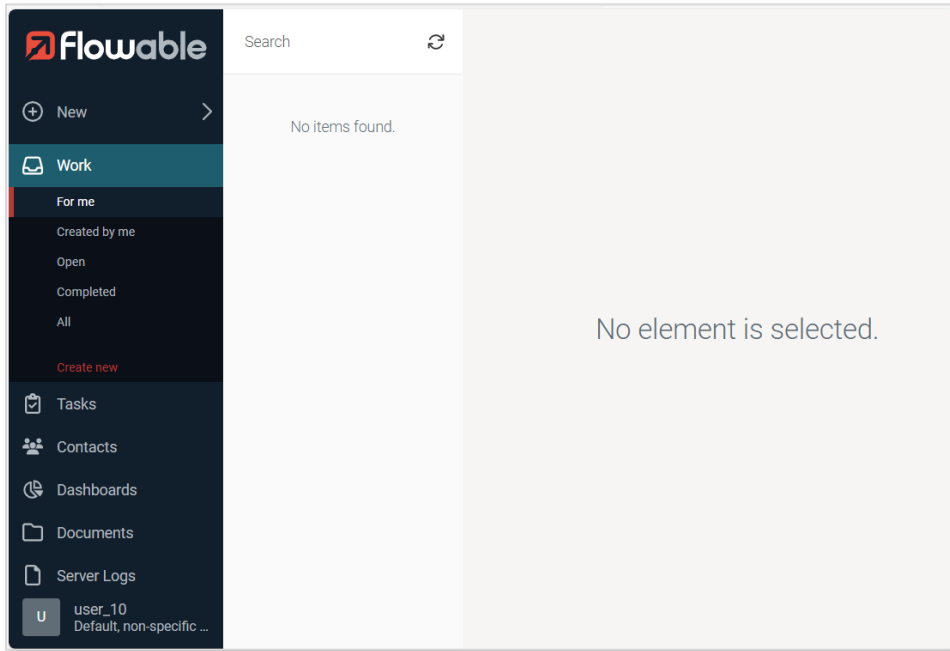 flowable
New
Work
For me
Created by me
Open
Completed
All
Create new
Tasks
Contacts
Dashboards
Documents
Server Logs
U
user_10
Default, non-specific ...
Search
No items found.
No element is selected.